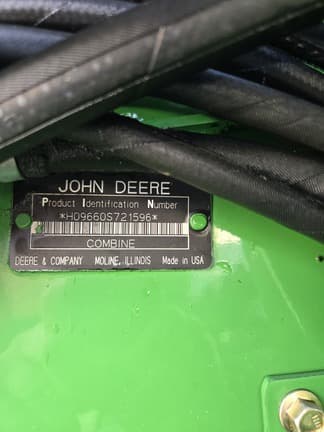 JOHN DEERE
Product Identification Number
*H09660S721596*
COMBINE
DEERE & COMPANY MOLINE, ILLINOIS Made in USA